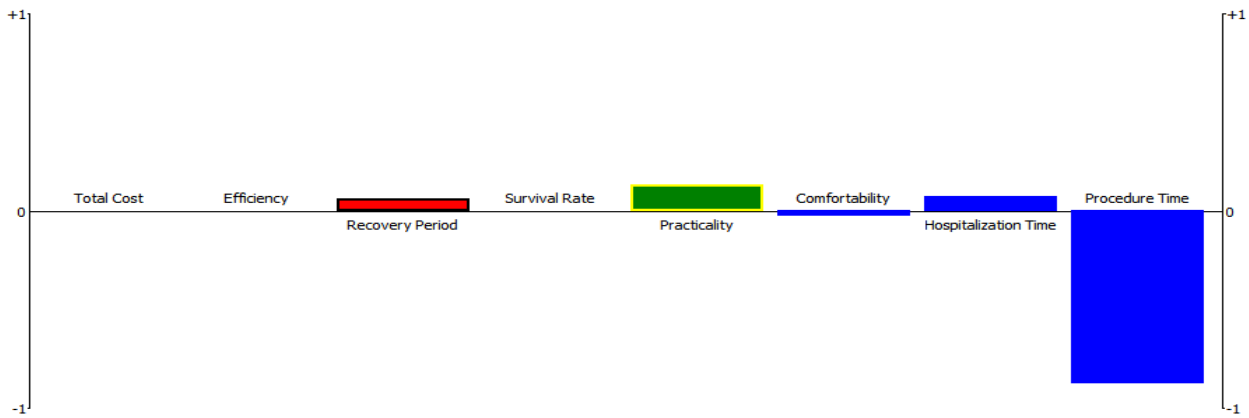 +1
+1
Total Cost
Efficiency
Survival Rate
Comfortability
Procedure Time
0
0
Recovery Period
Practicality
Hospitalization Time
-1
-1